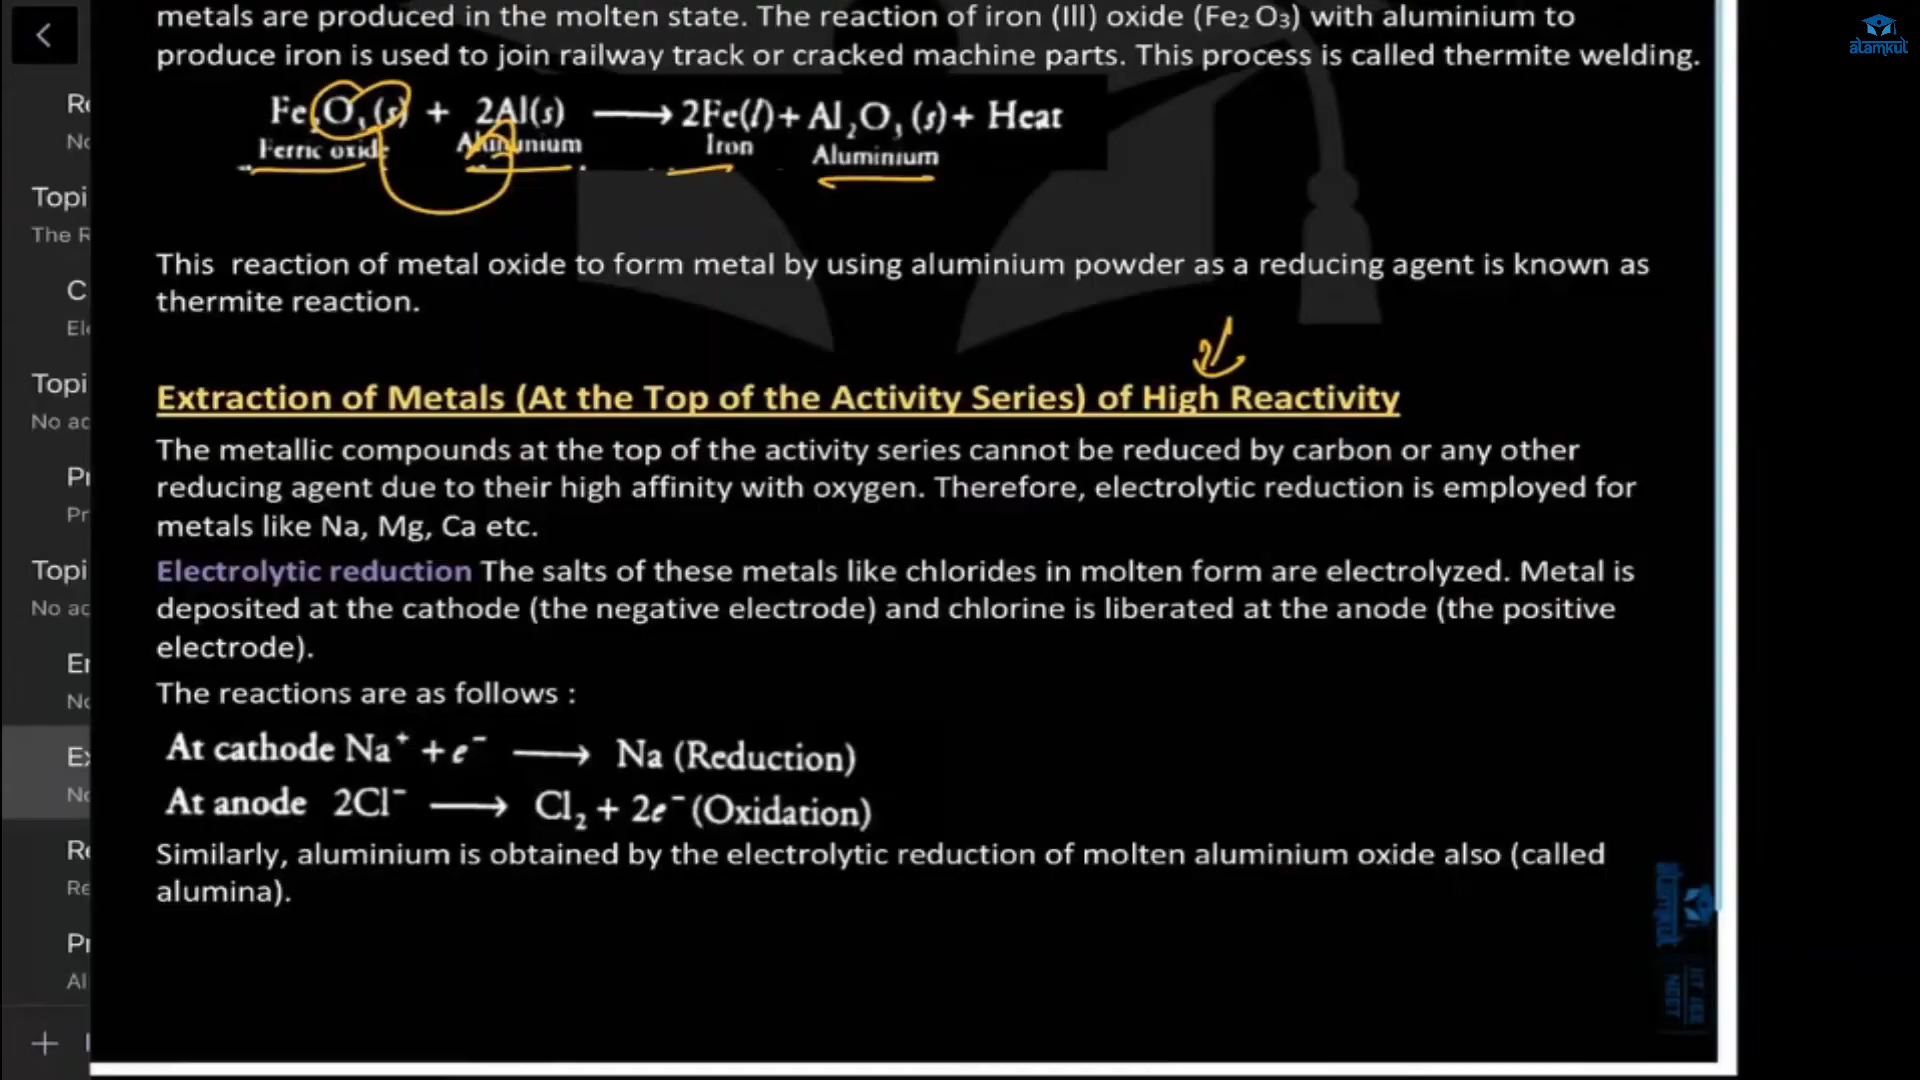 alamkul
metals are produced in the molten state. The reaction of iron (III) oxide (Fe₂O₃) with aluminium to
produce iron is used to join railway track or cracked machine parts. This process is called thermite welding.
Fe₂O₃(s) + 2Al(s) ⟶ 2Fe(l) + Al₂O₃(s) + Heat
Ferric oxide Aluminium Iron Aluminium
This reaction of metal oxide to form metal by using aluminium powder as a reducing agent is known as
thermite reaction.
Extraction of Metals (At the Top of the Activity Series) of High Reactivity
The metallic compounds at the top of the activity series cannot be reduced by carbon or any other
reducing agent due to their high affinity with oxygen. Therefore, electrolytic reduction is employed for
metals like Na, Mg, Ca etc.
Electrolytic reduction The salts of these metals like chlorides in molten form are electrolyzed. Metal is
deposited at the cathode (the negative electrode) and chlorine is liberated at the anode (the positive
electrode).
The reactions are as follows :
At cathode Na⁺ + e⁻ ⟶ Na (Reduction)
At anode 2Cl⁻ ⟶ Cl₂ + 2e⁻ (Oxidation)
Similarly, aluminium is obtained by the electrolytic reduction of molten aluminium oxide also (called
alumina).
Topi
The R
Topi
Topi
alamkul